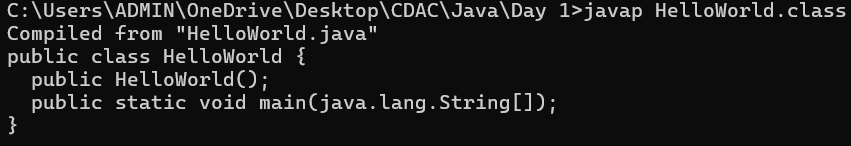 C:\Users\ADMIN\OneDrive\Desktop\CDAC\Java\Day 1>javap HelloWorld.class
Compiled from "HelloWorld.java"
public class HelloWorld {
  public HelloWorld();
  public static void main(java.lang.String[]);
}